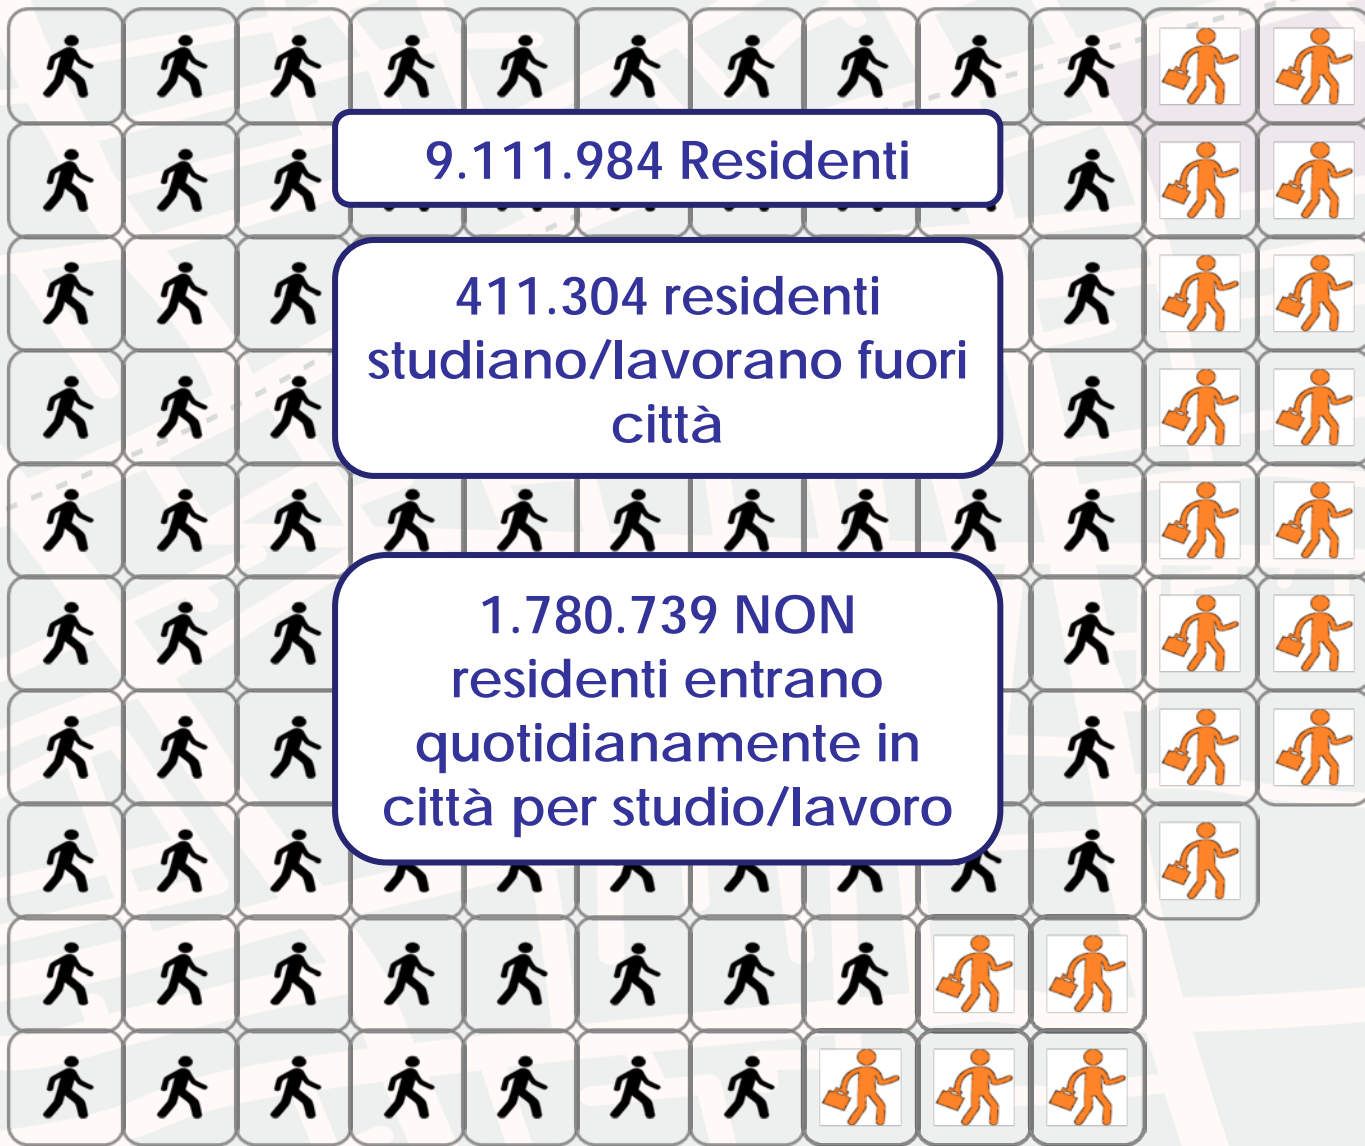 9.111.984 Residenti
411.304 residenti
studiano/lavorano fuori
città
1.780.739 NON
residenti entrano
quotidianamente in
città per studio/lavoro